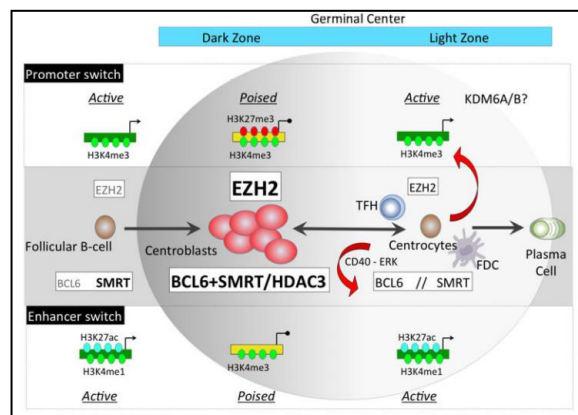 Germinal Center
Dark Zone Light Zone
Promoter switch
Active Poised Active KDM6A/B?
H3K27me3
H3K4me3 H3K4me3 H3K4me3
EZH2 EZH2 EZH2
TFH
Follicular B-cell Centroblasts Centrocytes Plasma
Cell
CD40 - ERK FDC
BCL6 SMRT BCL6+SMRT/HDAC3 BCL6 // SMRT
Enhancer switch
H3K27ac H3K27ac
H3K4me1 H3K4me3 H3K4me1
Active Poised Active